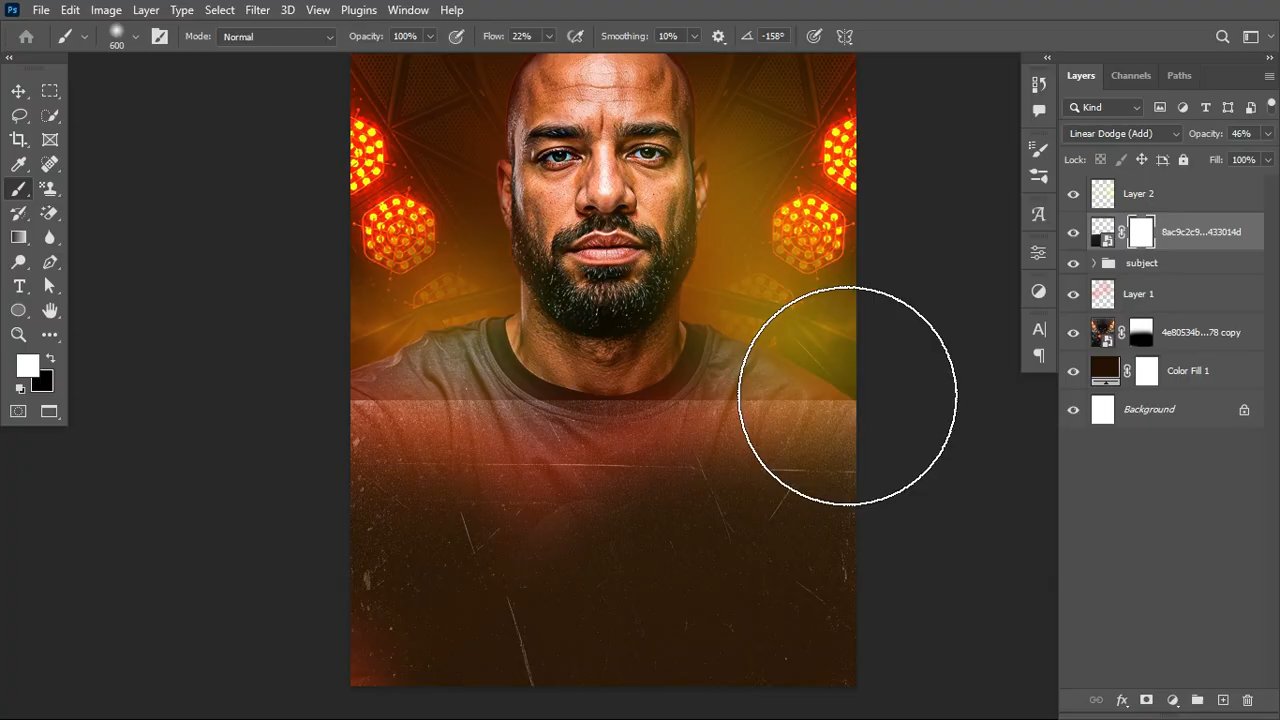 Ps File Edit Image Layer Type Select Filter 3D View Plugins Window Help
600 Mode: Normal Opacity: 100% Flow: 22% Smoothing: 10% -158°
Layers Channels Paths
Kind
Linear Dodge (Add) Opacity: 46%
Lock: Fill: 100%
Layer 2
8ac9c2c9...433014d
subject
Layer 1
4e80534b...78 copy
Color Fill 1
Background